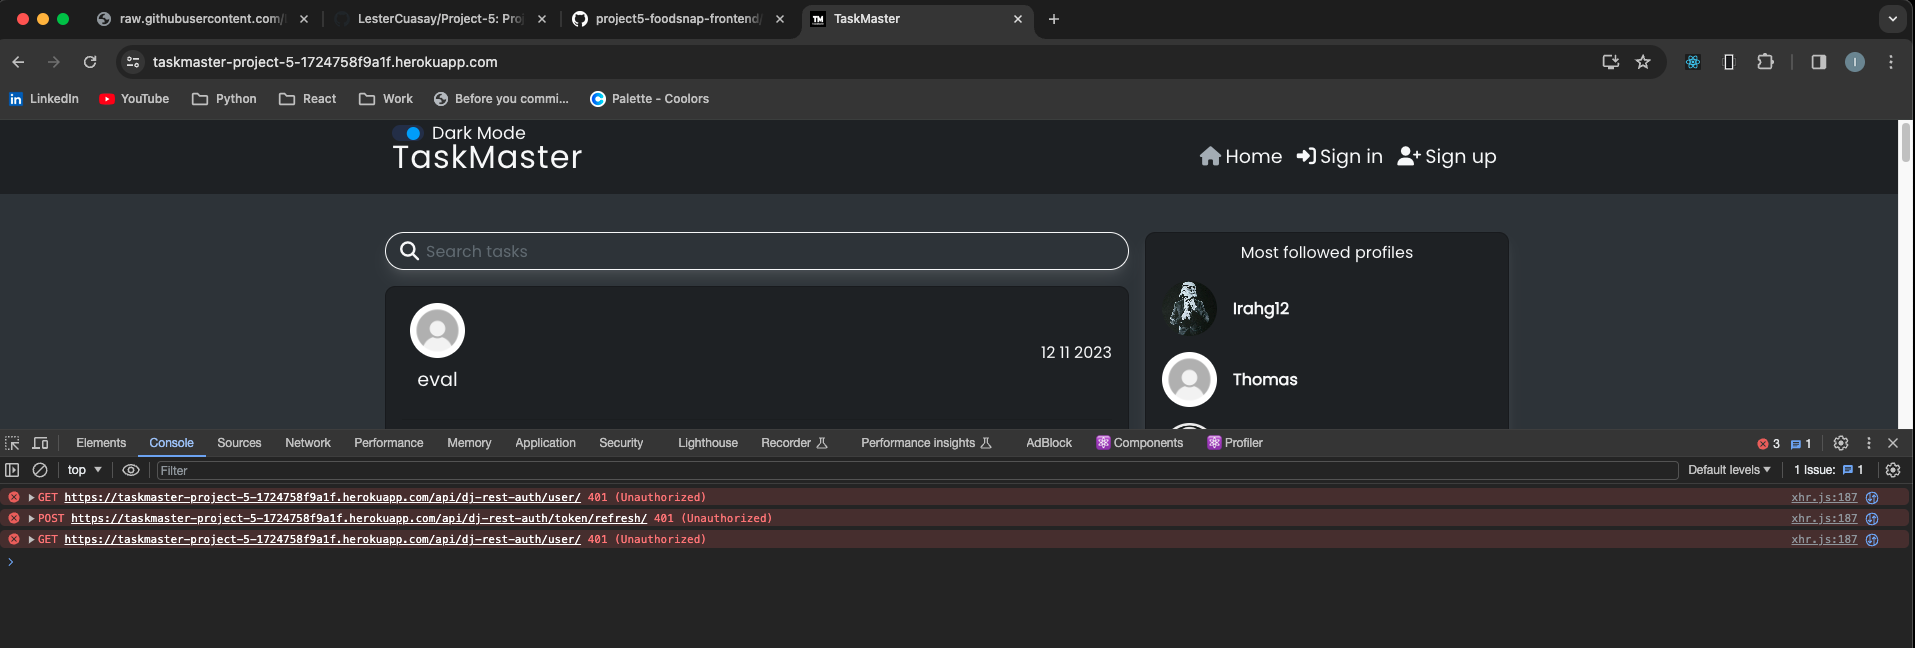 raw.githubusercontent.com/
LesterCuasay/Project-5: Pro
project5-foodsnap-frontend/
TM TaskMaster
taskmaster-project-5-1724758f9a1f.herokuapp.com
I
in LinkedIn YouTube Python React Work Before you commi... Palette - Coolors
Dark Mode
TaskMaster
Home Sign in Sign up
Search tasks
Most followed profiles
Irahg12
12 11 2023
eval
Thomas
Elements Console Sources Network Performance Memory Application Security Lighthouse Recorder Performance insights AdBlock Components Profiler 3 1
top Filter Default levels 1 Issue: 1
GET https://taskmaster-project-5-1724758f9a1f.herokuapp.com/api/dj-rest-auth/user/ 401 (Unauthorized) xhr.js:187
POST https://taskmaster-project-5-1724758f9a1f.herokuapp.com/api/dj-rest-auth/token/refresh/ 401 (Unauthorized) xhr.js:187
GET https://taskmaster-project-5-1724758f9a1f.herokuapp.com/api/dj-rest-auth/user/ 401 (Unauthorized) xhr.js:187